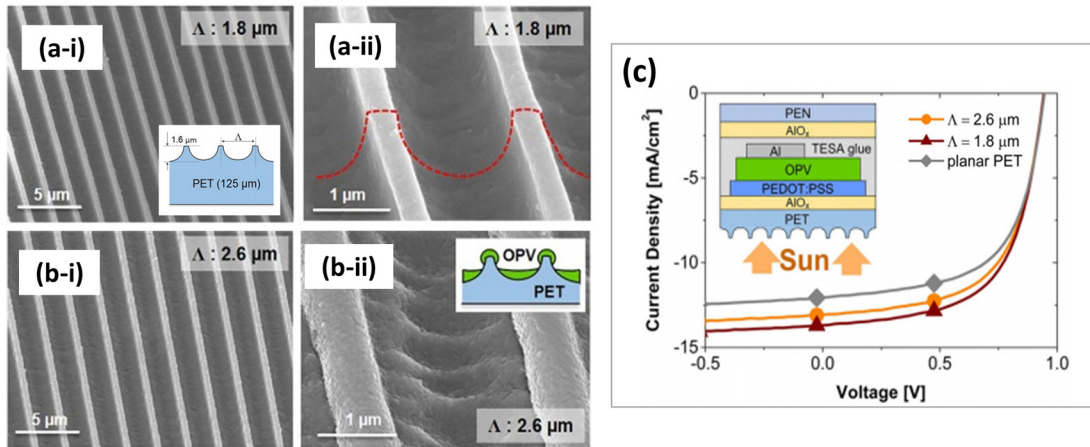 (a-i)
Λ : 1.8 µm
1.6 µm
Λ
PET (125 µm)
5 µm
(a-ii)
Λ : 1.8 µm
1 µm
(b-i)
Λ : 2.6 µm
5 µm
(b-ii)
OPV
PET
1 µm
Λ : 2.6 µm
(c)
Current Density [mA/cm²]
0
-5
-10
-15
-0.5
0.0
0.5
1.0
Voltage [V]
PEN
AlOₓ
Al
TESA glue
OPV
PEDOT:PSS
AlOₓ
PET
Sun
Λ = 2.6 µm
Λ = 1.8 µm
planar PET